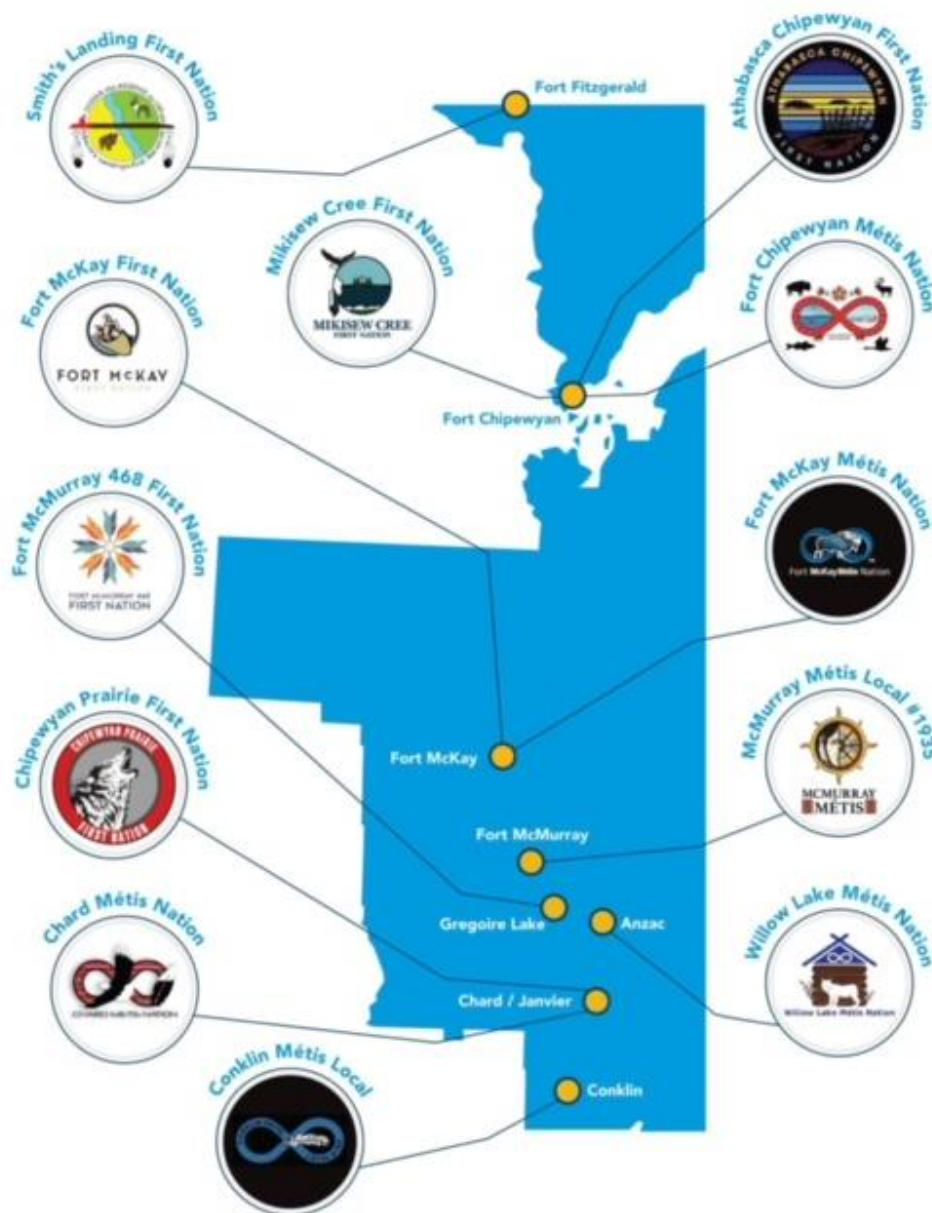 Smith's Landing First Nation
Fort Fitzgerald
Athabasca Chipewyan First Nation
ATHABASCA CHIPEWYAN
FIRST NATION
Mikisew Cree First Nation
MIKISEW CREE
FIRST NATION
Fort Chipewyan Métis Nation
Fort McKay First Nation
FORT McKAY
FIRST NATION
Fort Chipewyan
Fort McMurray 468 First Nation
FORT McMURRAY 468
FIRST NATION
Fort McKay Métis Nation
Fort McKayMétis Nation
Chipewyan Prairie First Nation
CHIPEWYAN PRAIRIE
FIRST NATION
Fort McKay
McMurray Métis Local #1935
MCMURRAY
MÉTIS
Fort McMurray
Gregoire Lake
Anzac
Chard Métis Nation
CHARD MÉTIS NATION
Willow Lake Métis Nation
Willow Lake Métis Nation
Chard / Janvier
Conklin Métis Local
Conklin